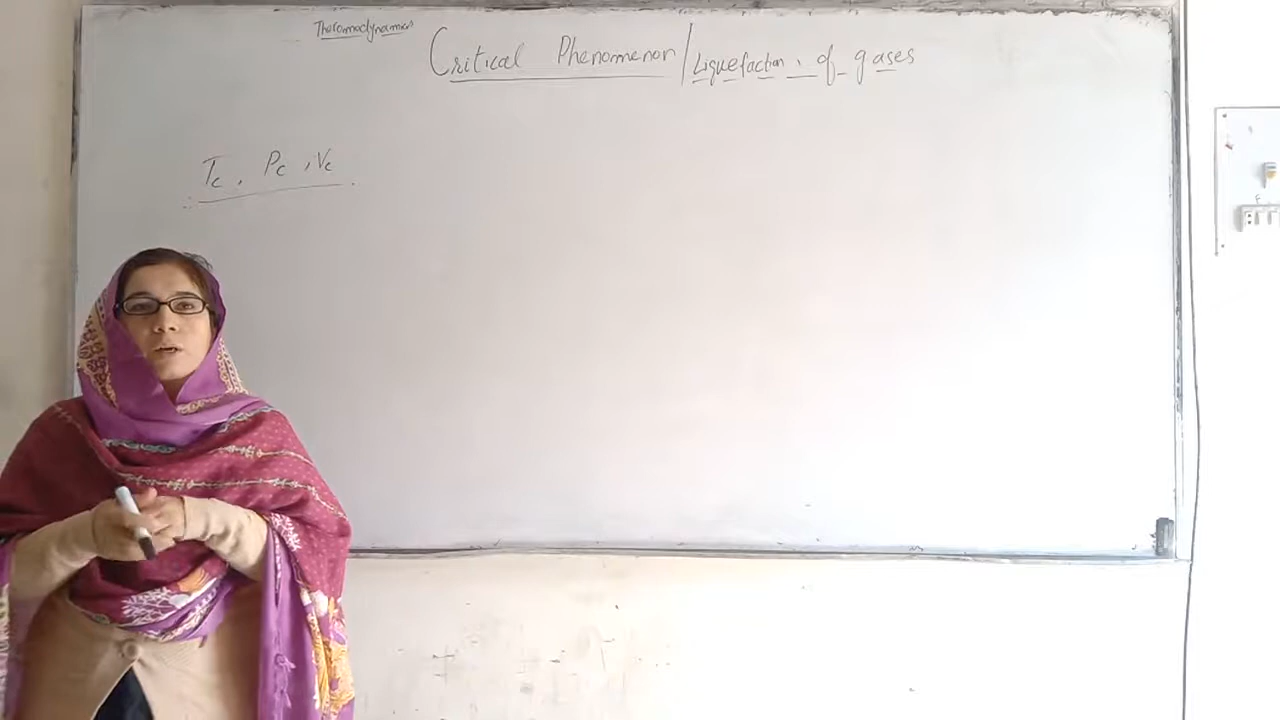 Thermodynamics
Critical Phenomenon / Liquefaction of gases
Tc, Pc, Vc